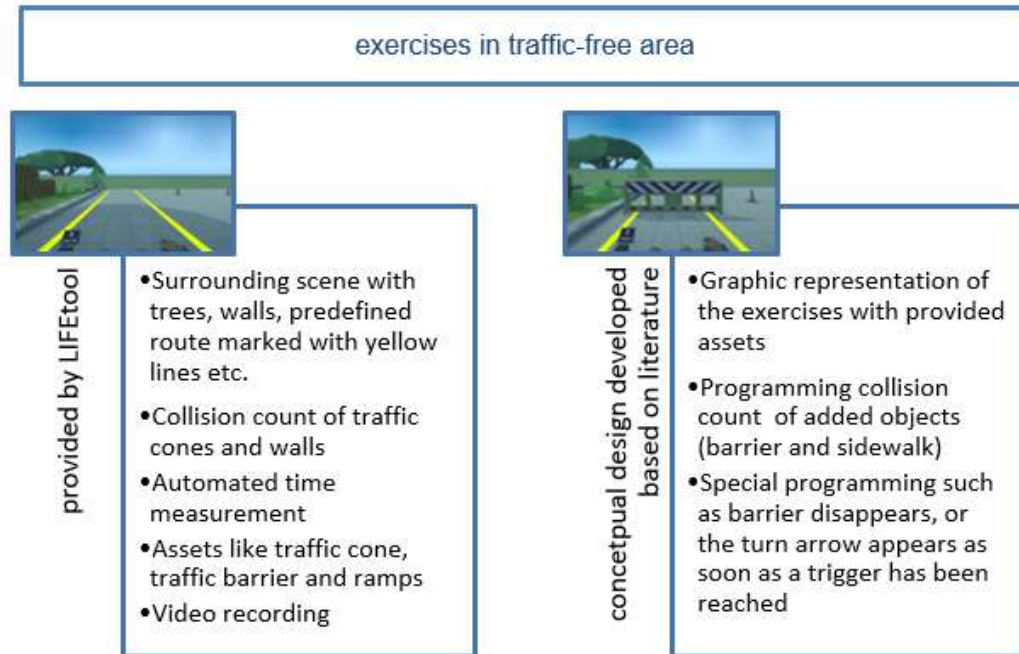 exercises in traffic-free area
provided by LIFEtool
•Surrounding scene with
trees, walls, predefined
route marked with yellow
lines etc.
•Collision count of traffic
cones and walls
•Automated time
measurement
•Assets like traffic cone,
traffic barrier and ramps
•Video recording
concetpual design developed
based on literature
•Graphic representation of
the exercises with provided
assets
•Programming collision
count of added objects
(barrier and sidewalk)
•Special programming such
as barrier disappears, or
the turn arrow appears as
soon as a trigger has been
reached